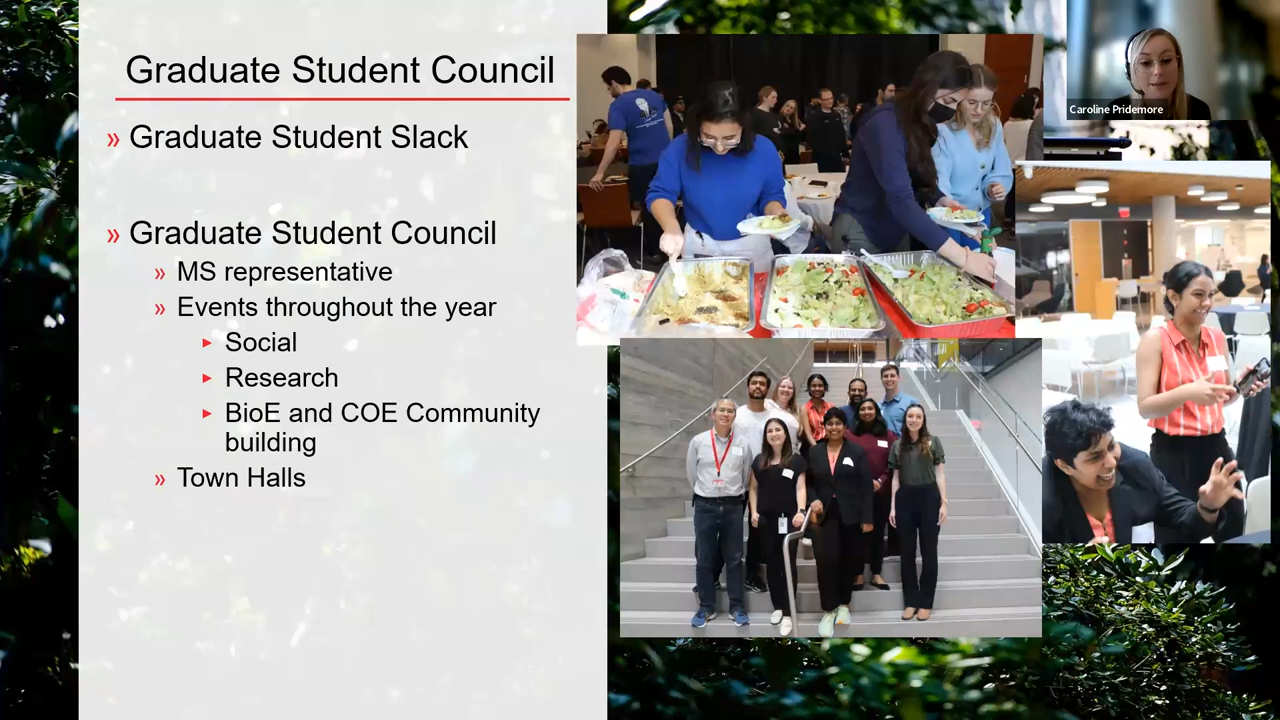 Graduate Student Council
» Graduate Student Slack
» Graduate Student Council
» MS representative
» Events throughout the year
▸ Social
▸ Research
▸ BioE and COE Community
building
» Town Halls
Caroline Pridemore